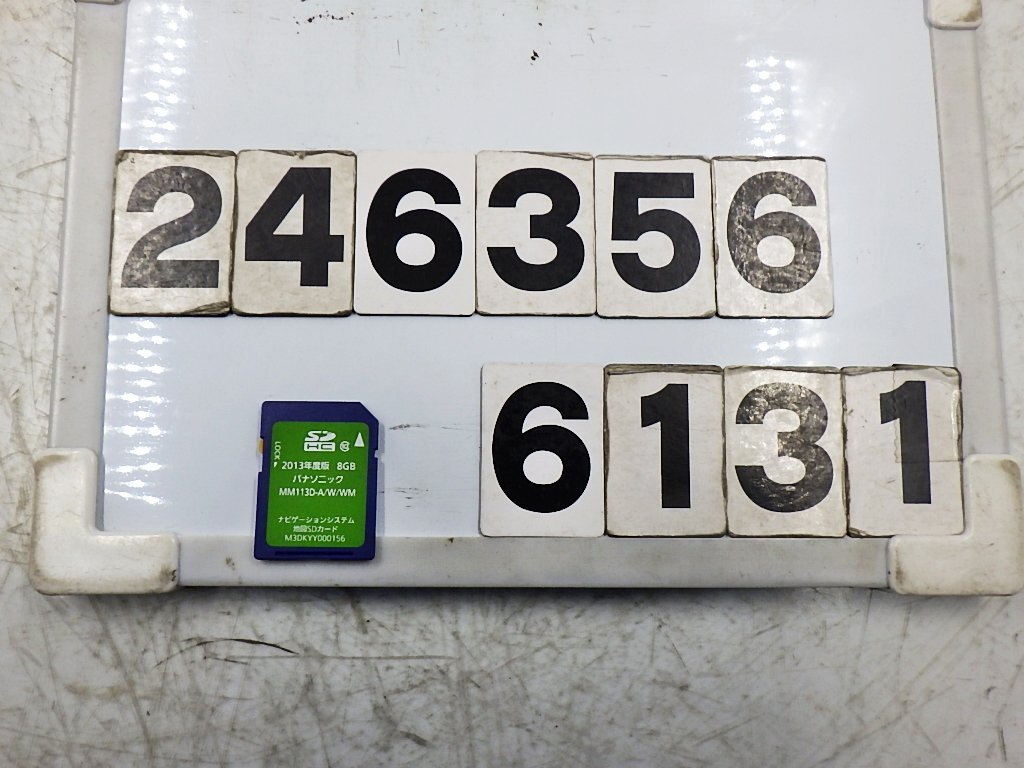 246356
6131
SD
HC
10
LOCK
2013年度版 8GB
パナソニック
MM113D-A/W/WM
ナビゲーションシステム
地図SDカード
M3DKYY000156